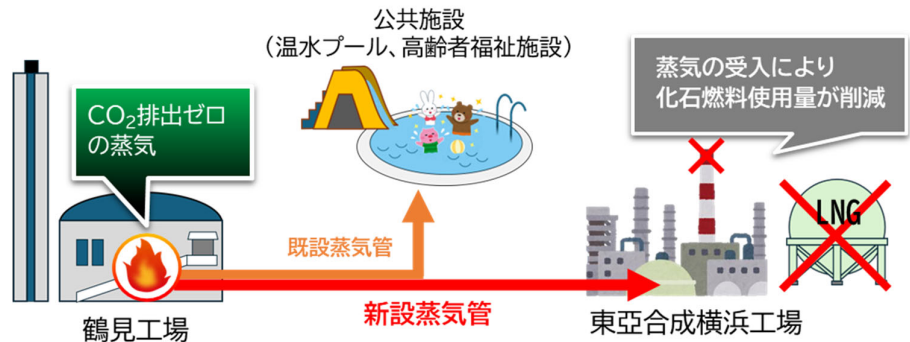 公共施設
（温水プール、高齢者福祉施設）
CO₂排出ゼロ
の蒸気
蒸気の受入により
化石燃料使用量が削減
LNG
既設蒸気管
新設蒸気管
鶴見工場
東亞合成横浜工場